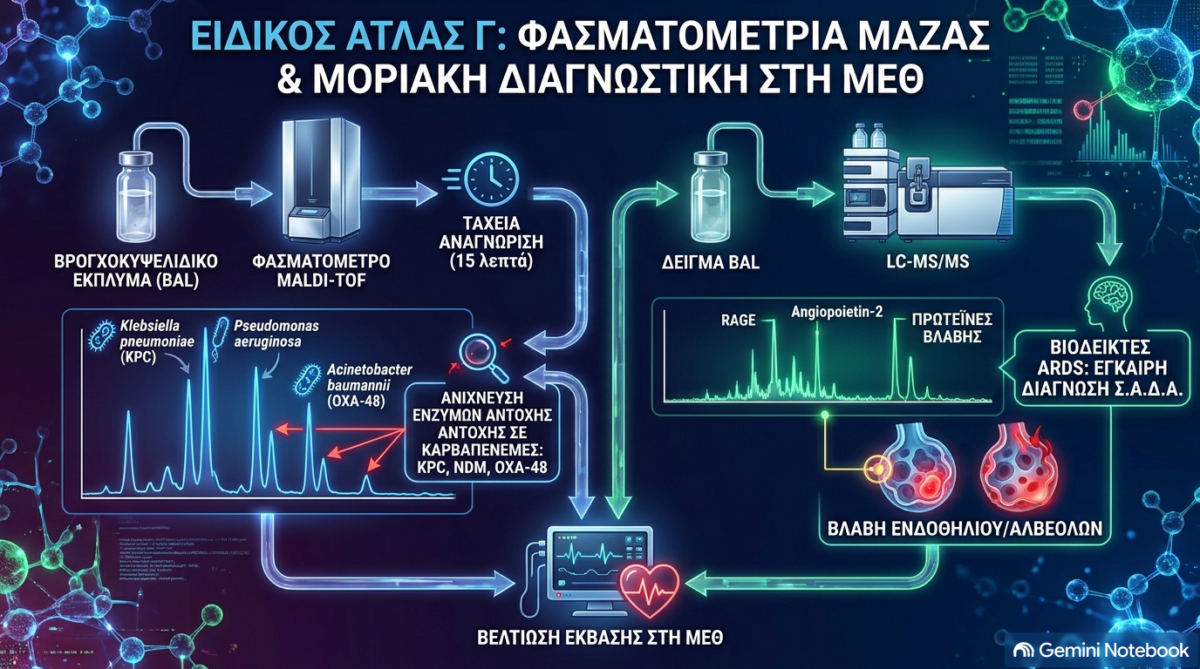 ΕΙΔΙΚΟΣ ΑΤΛΑΣ Γ: ΦΑΣΜΑΤΟΜΕΤΡΙΑ ΜΑΖΑΣ
& ΜΟΡΙΑΚΗ ΔΙΑΓΝΩΣΤΙΚΗ ΣΤΗ ΜΕΘ
ΒΡΟΓΧΟΚΥΨΕΛΙΔΙΚΟ
ΕΚΠΛΥΜΑ (BAL)
ΦΑΣΜΑΤΟΜΕΤΡΟ
MALDI-TOF
ΤΑΧΕΙΑ
ΑΝΑΓΝΩΡΙΣΗ
(15 λεπτά)
ΔΕΙΓΜΑ BAL
LC-MS/MS
Klebsiella
pneumoniae
(KPC)
Pseudomonas
aeruginosa
Acinetobacter
baumannii
(OXA-48)
ΑΝΙΧΝΕΥΣΗ
ΕΝΖΥΜΩΝ ΑΝΤΟΧΗΣ
ΑΝΤΟΧΗΣ ΣΕ
ΚΑΡΒΑΠΕΝΕΜΕΣ:
KPC, NDM, OXA-48
RAGE
Angiopoietin-2
ΠΡΩΤΕΪΝΕΣ
ΒΛΑΒΗΣ
ΒΙΟΔΕΙΚΤΕΣ
ARDS: ΕΓΚΑΙΡΗ
ΔΙΑΓΝΩΣΗ Σ.Α.Δ.Α.
ΒΛΑΒΗ ΕΝΔΟΘΗΛΙΟΥ/ΑΛΒΕΟΛΩΝ
ΒΕΛΤΙΩΣΗ ΕΚΒΑΣΗΣ ΣΤΗ ΜΕΘ
Gemini Notebook